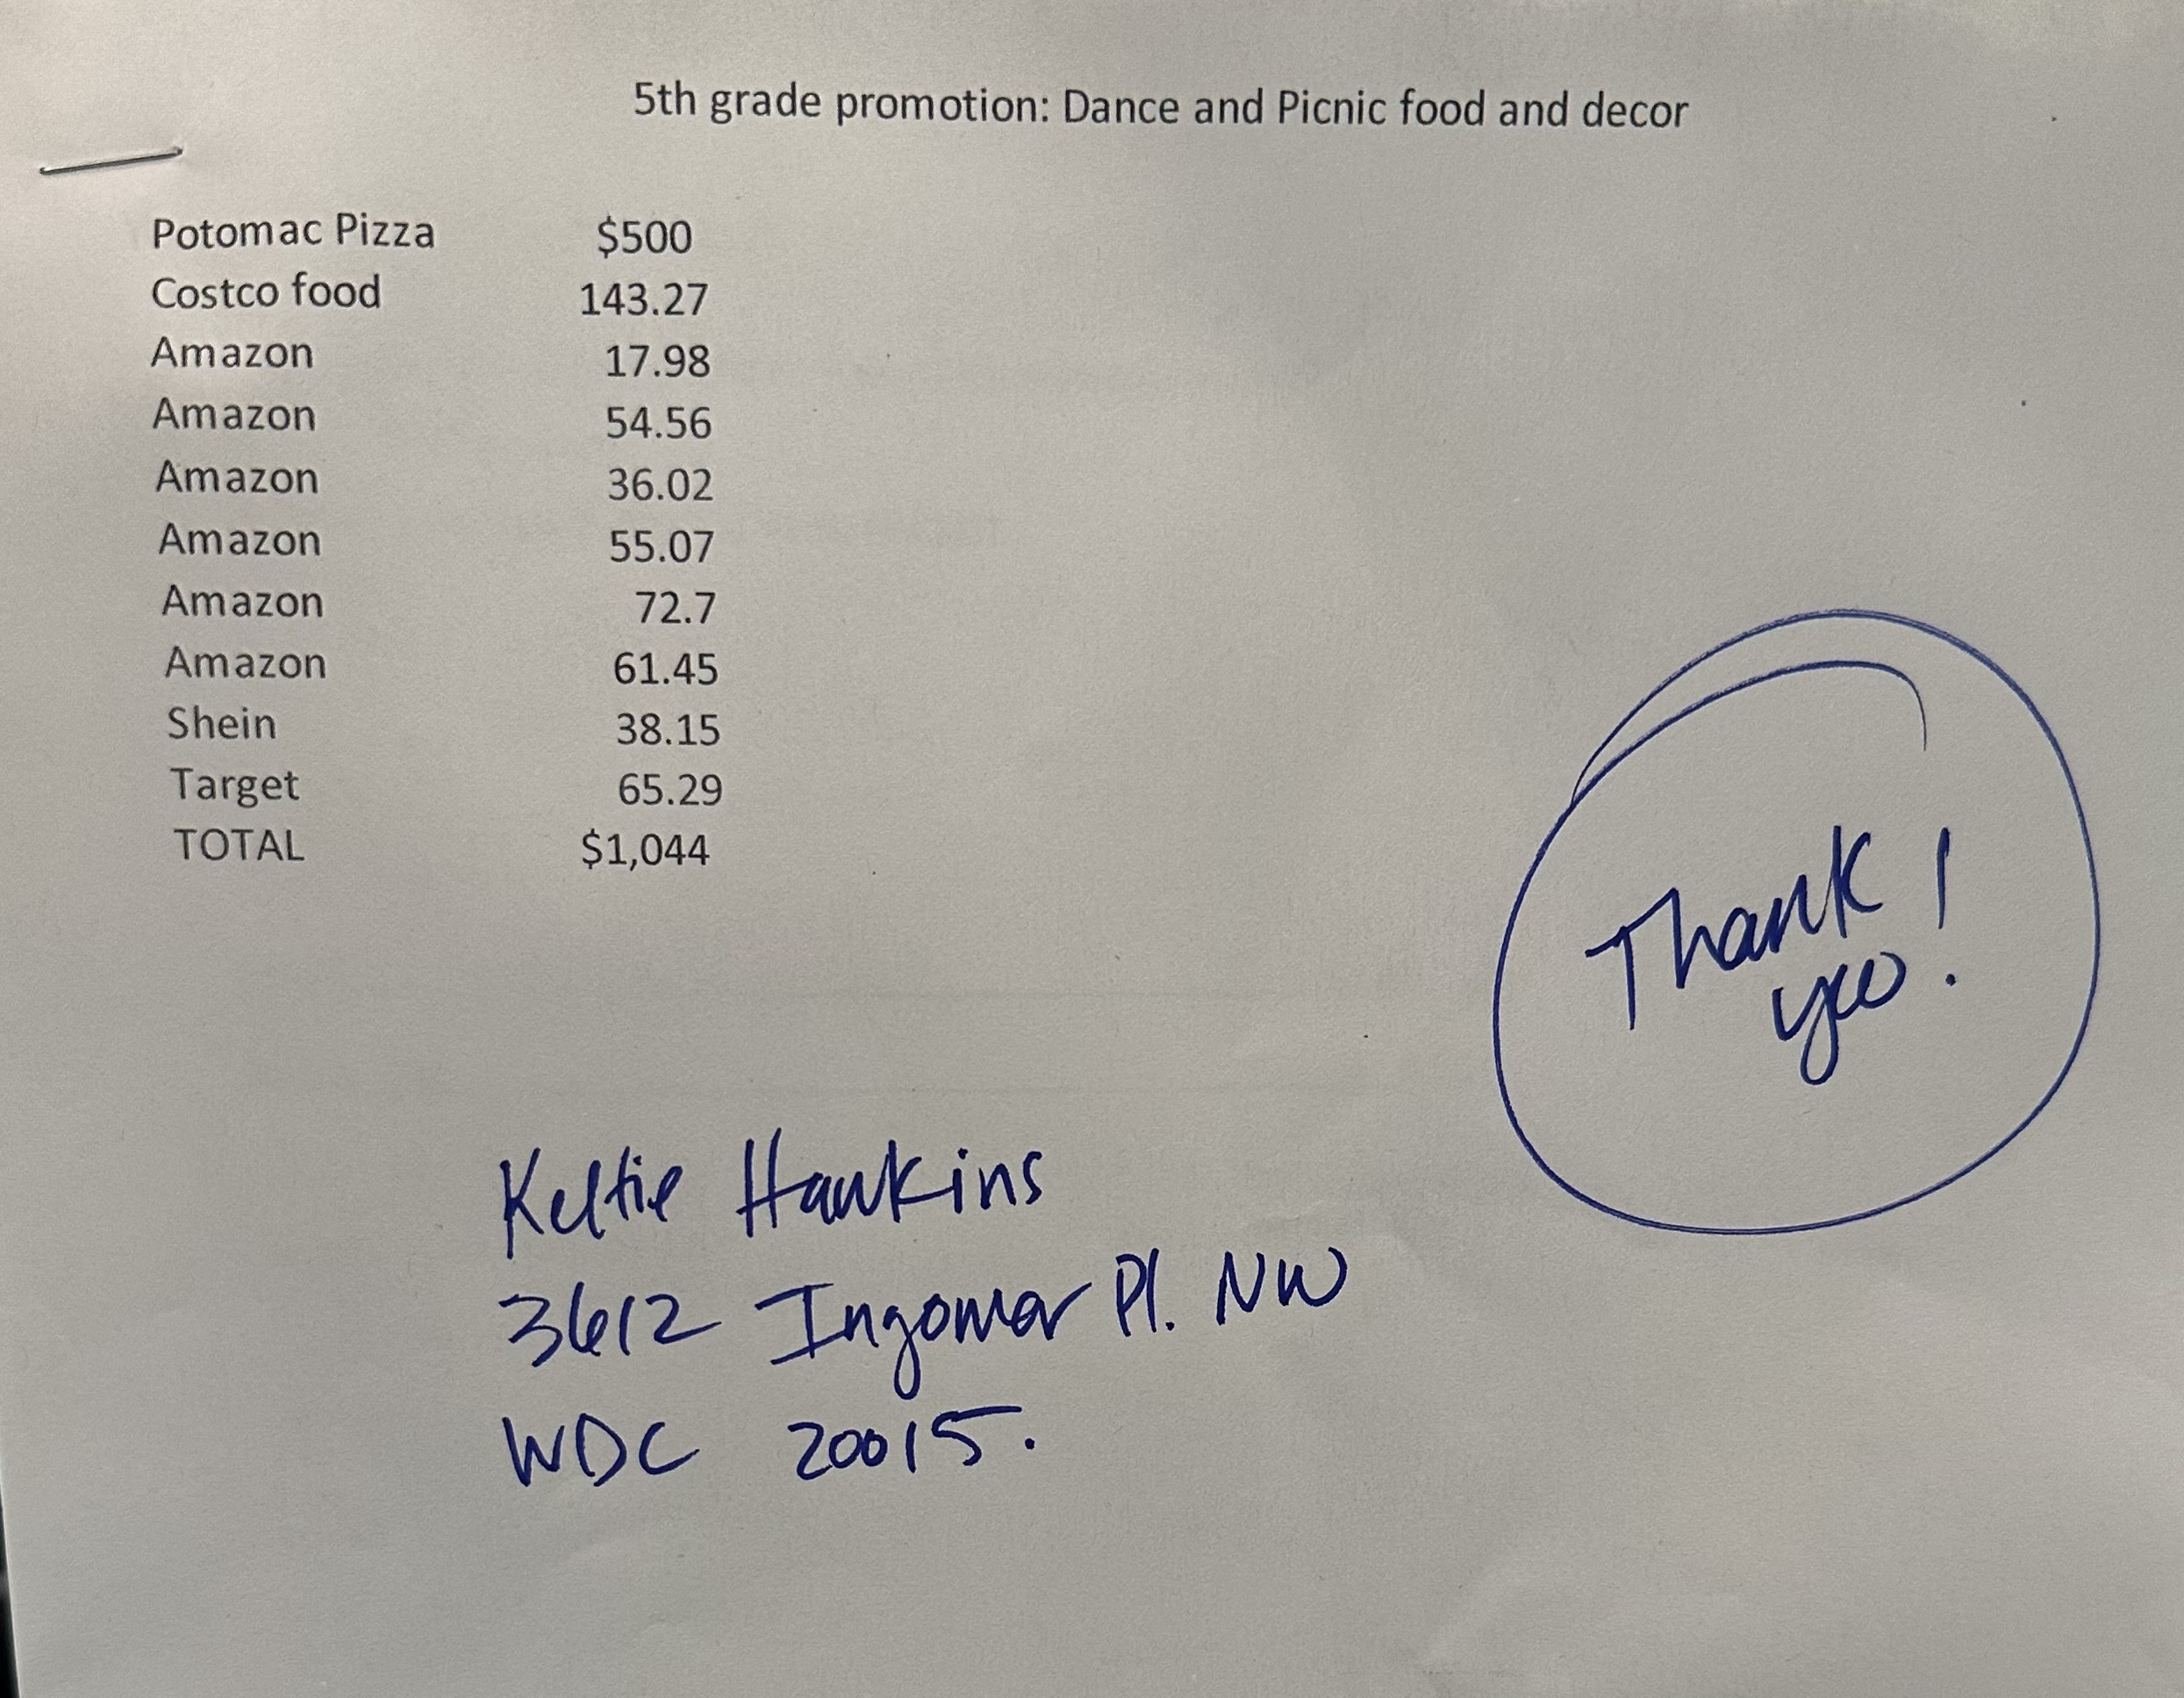 5th grade promotion: Dance and Picnic food and decor
Potomac Pizza $500
Costco food 143.27
Amazon 17.98
Amazon 54.56
Amazon 36.02
Amazon 55.07
Amazon 72.7
Amazon 61.45
Shein 38.15
Target 65.29
TOTAL $1,044
Thank
you!
Keltie Hawkins
3612 Ingomar Pl. NW
WDC 20015.